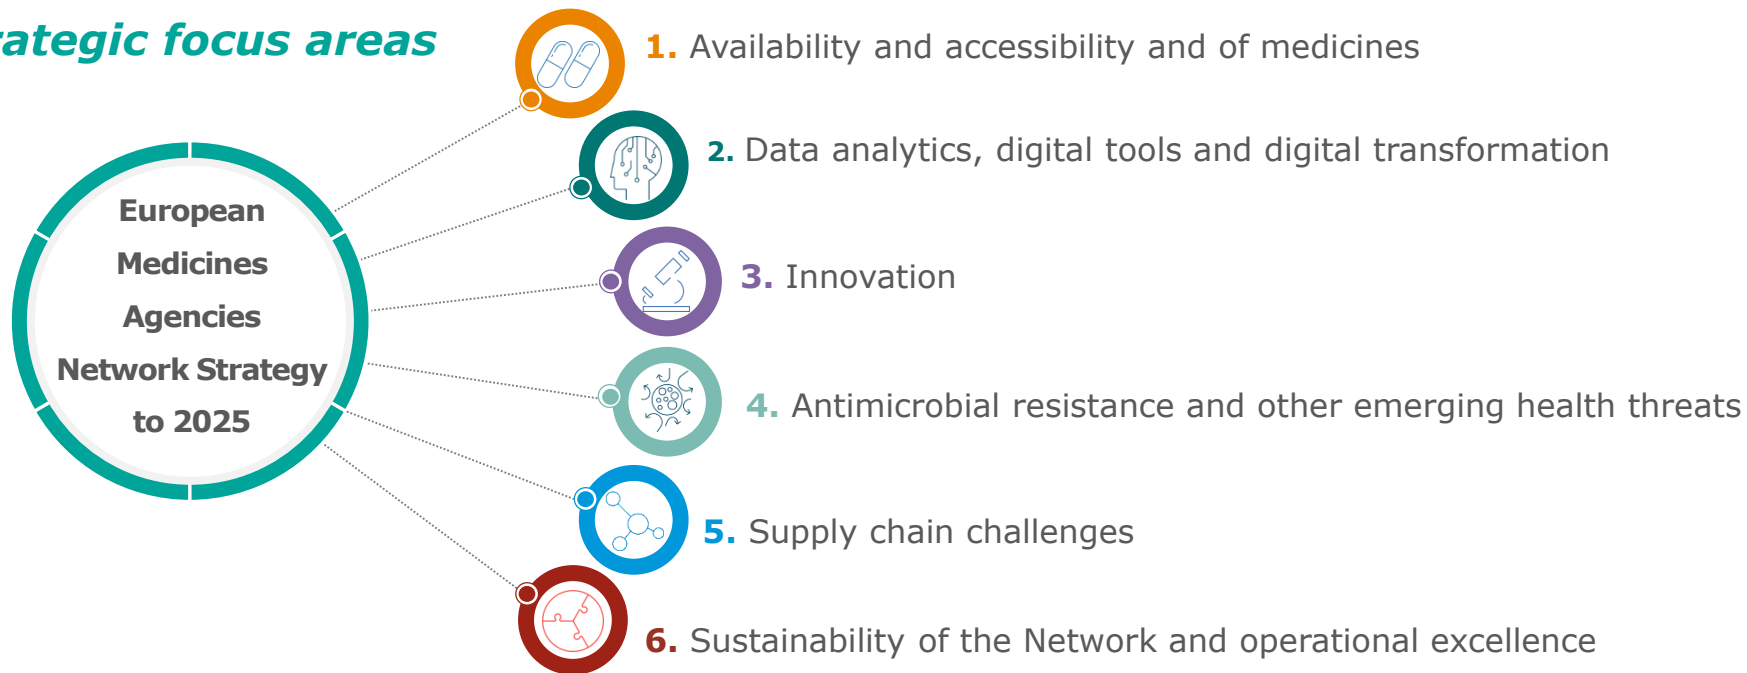 rategic focus areas
European
Medicines
Agencies
Network Strategy
to 2025
1. Availability and accessibility and of medicines
2. Data analytics, digital tools and digital transformation
3. Innovation
4. Antimicrobial resistance and other emerging health threats
5. Supply chain challenges
6. Sustainability of the Network and operational excellence